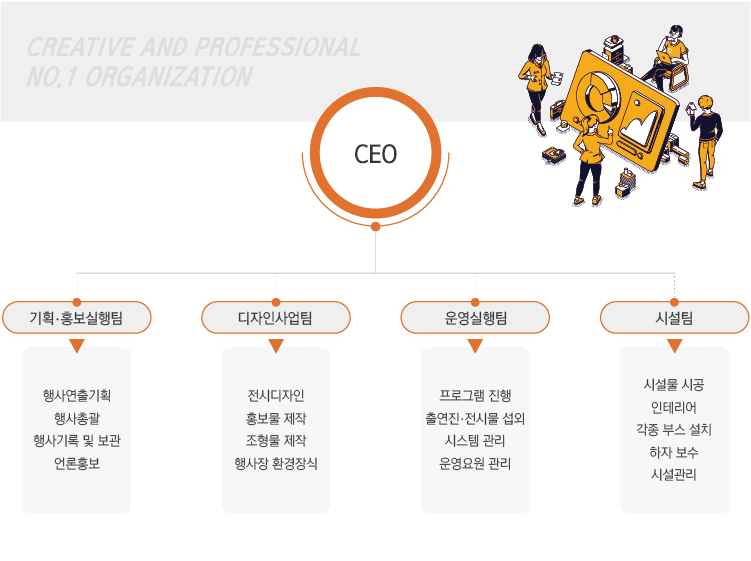 CREATIVE AND PROFESSIONAL
NO.1 ORGANIZATION
CEO
기획·홍보실행팀
행사연출기획
행사총괄
행사기록 및 보관
언론홍보
디자인사업팀
전시디자인
홍보물 제작
조형물 제작
행사장 환경장식
운영실행팀
프로그램 진행
출연진·전시물 섭외
시스템 관리
운영요원 관리
시설팀
시설물 시공
인테리어
각종 부스 설치
하자 보수
시설관리